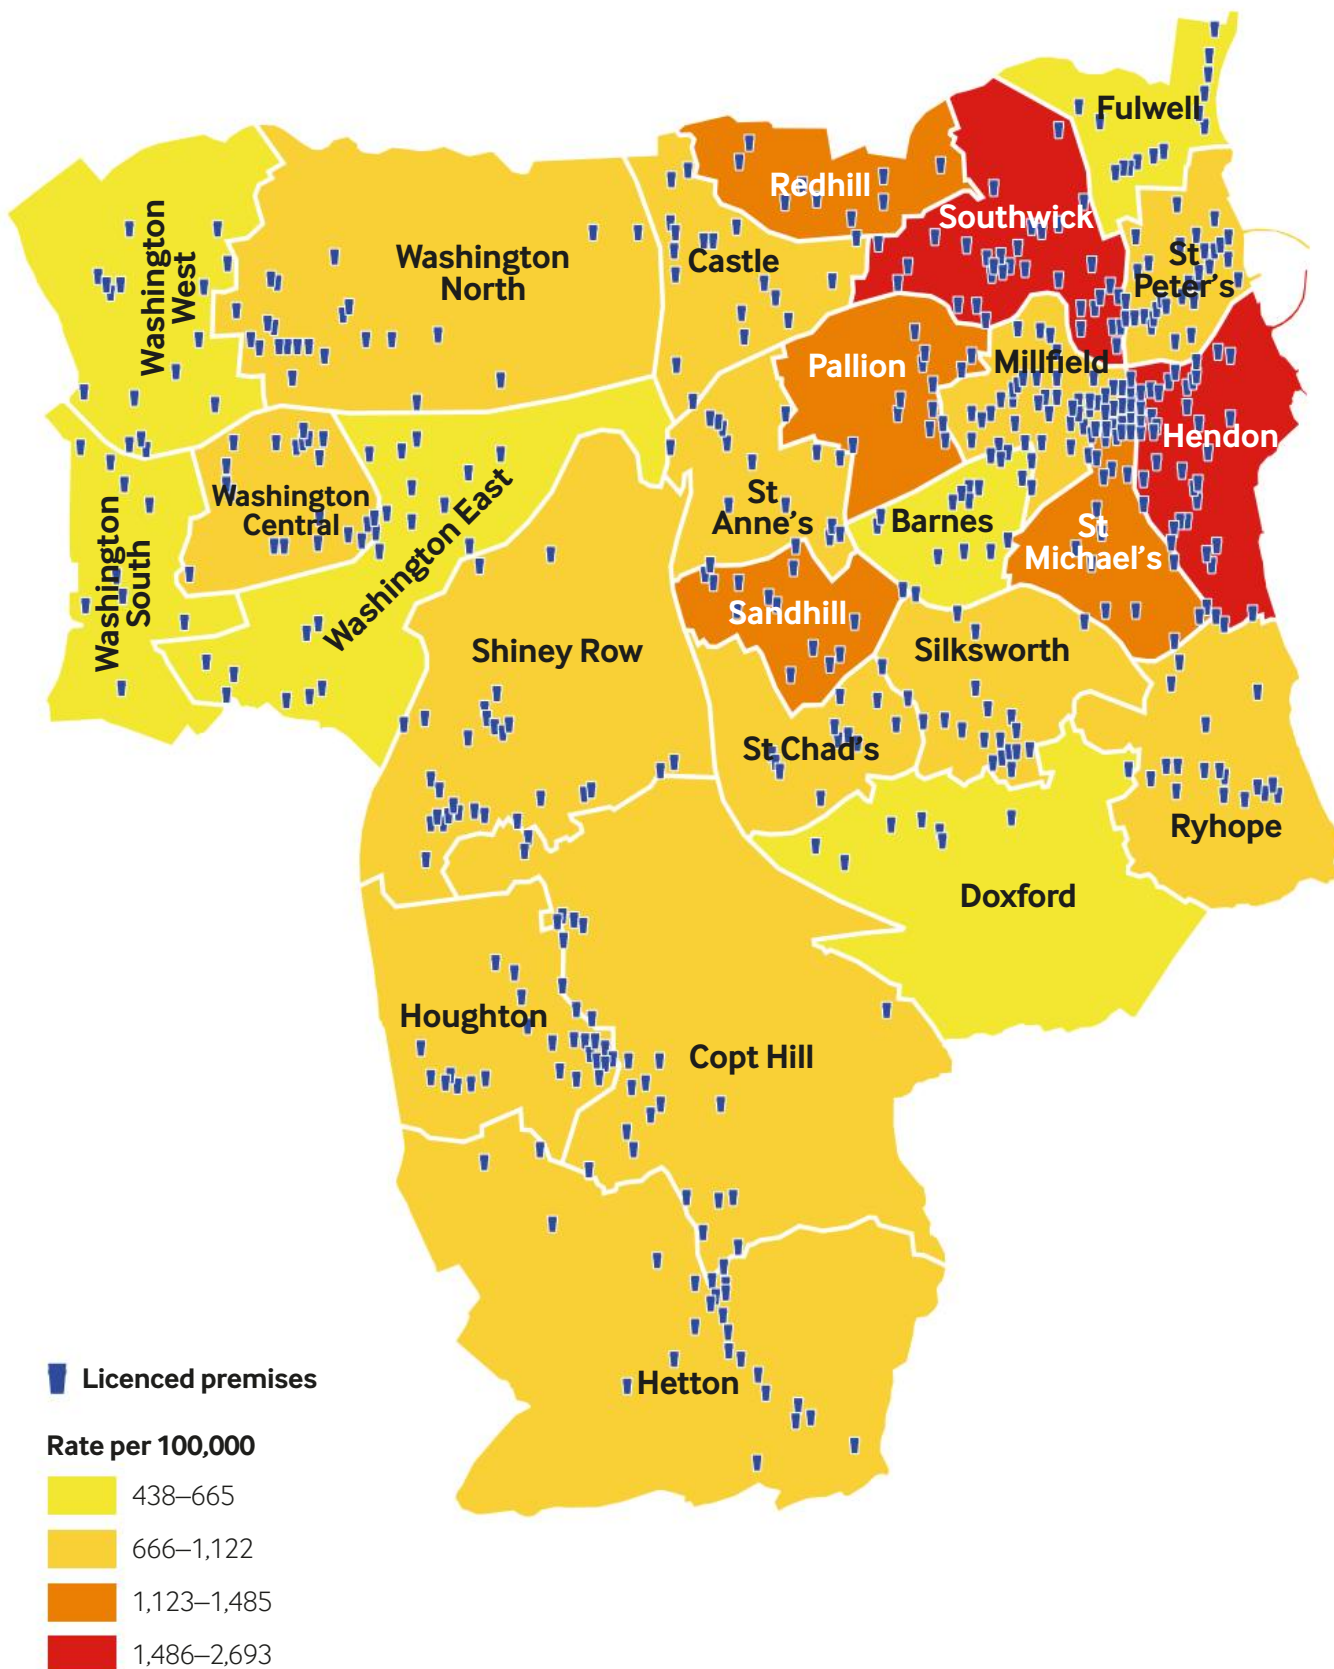 Fulwell
Redhill
Southwick
Washington
West
Washington
North
Castle
St
Peter's
Pallion
Millfield
Hendon
Washington
Central
Washington East
St
Anne's
Barnes
St
Michael's
Washington
South
Sandhill
Shiney Row
Silksworth
St Chad's
Ryhope
Doxford
Houghton
Copt Hill
Hetton
Licenced premises
Rate per 100,000
438–665
666–1,122
1,123–1,485
1,486–2,693